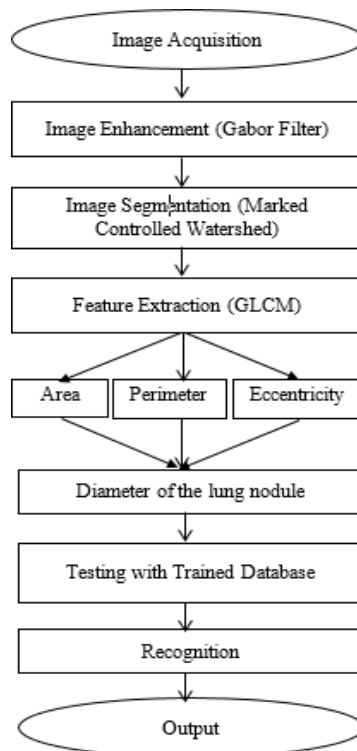 Image Acquisition
Image Enhancement (Gabor Filter)
Image Segmentation (Marked
Controlled Watershed)
Feature Extraction (GLCM)
Area
Perimeter
Eccentricity
Diameter of the lung nodule
Testing with Trained Database
Recognition
Output